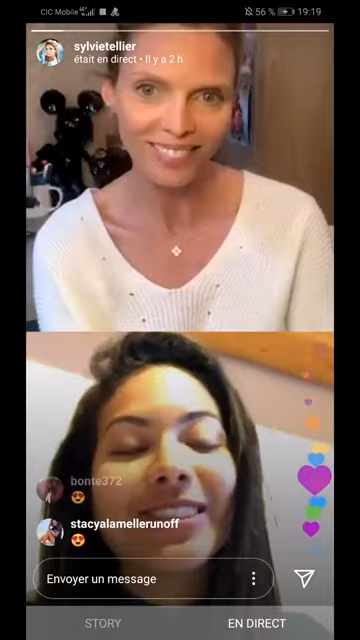 CIC Mobile 56 % 19:19
sylvietellier
était en direct • Il y a 2 h
bonte372
stacyalamellerunoff
Envoyer un message
STORY EN DIRECT